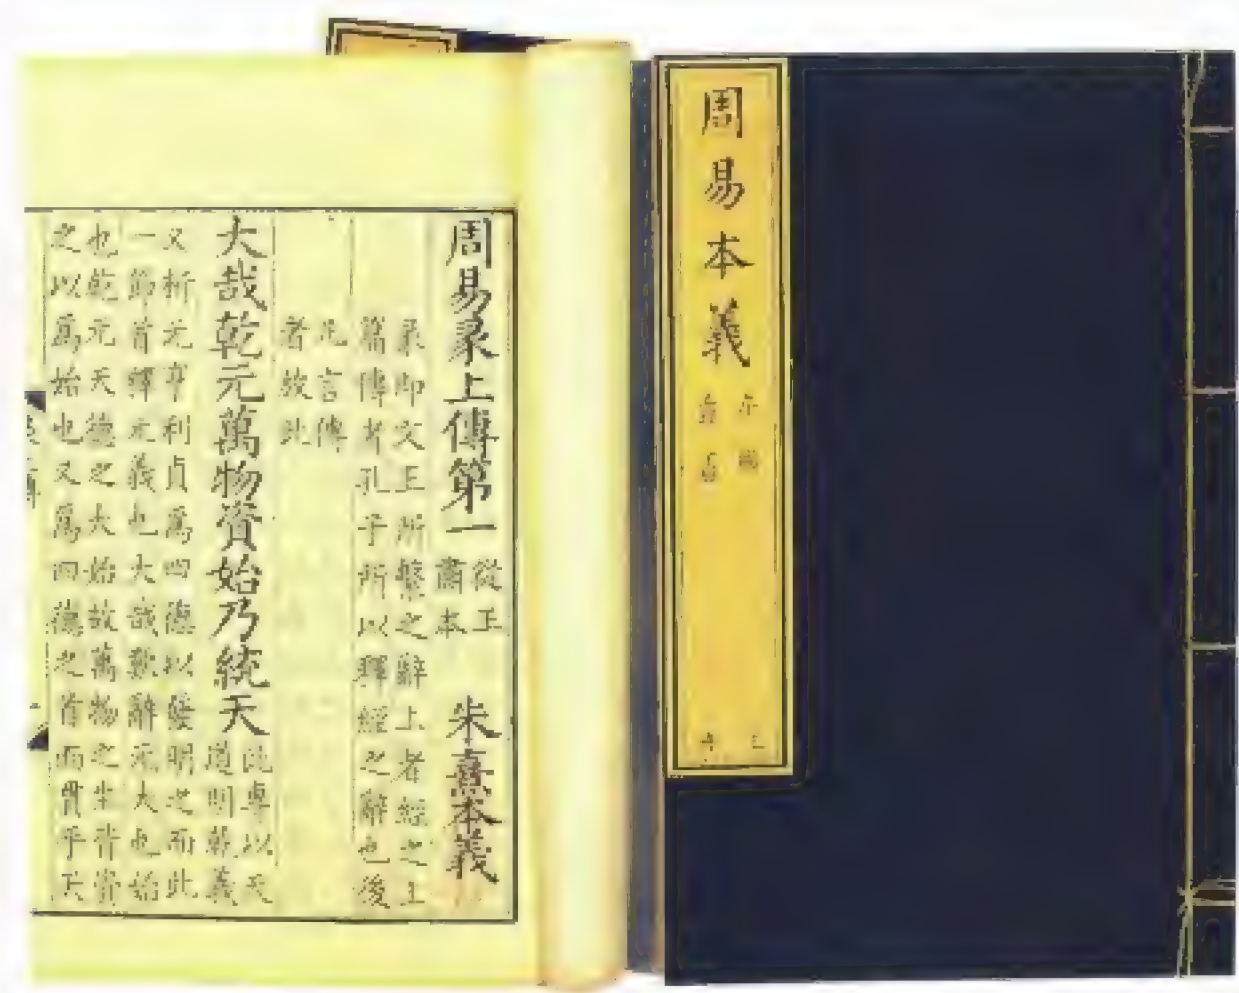 周易本義
周易彖上傳第一
從王
肅本
朱熹本義
彖即文王所繫之辭上者經之上
篇傳者孔子所以釋經之辭也後
凡言傳
者放此
大哉乾元萬物資始乃統天
此專以天
道明乾義
又析元亨利貞爲四德以發明之而此
一節首釋元義也大哉歎辭元大也始
也乾元天德之大始故萬物之生皆資
之以爲始也又爲四德之首而貫乎天